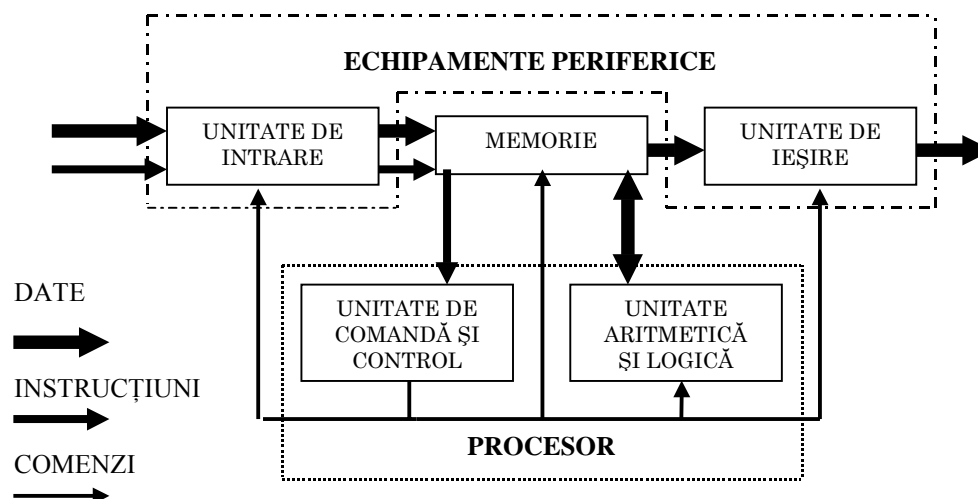 ECHIPAMENTE PERIFERICE
UNITATE DE
INTRARE
MEMORIE
UNITATE DE
IEŞIRE
DATE
UNITATE DE
COMANDĂ ŞI
CONTROL
UNITATE
ARITMETICĂ
ŞI LOGICĂ
INSTRUCŢIUNI
PROCESOR
COMENZI